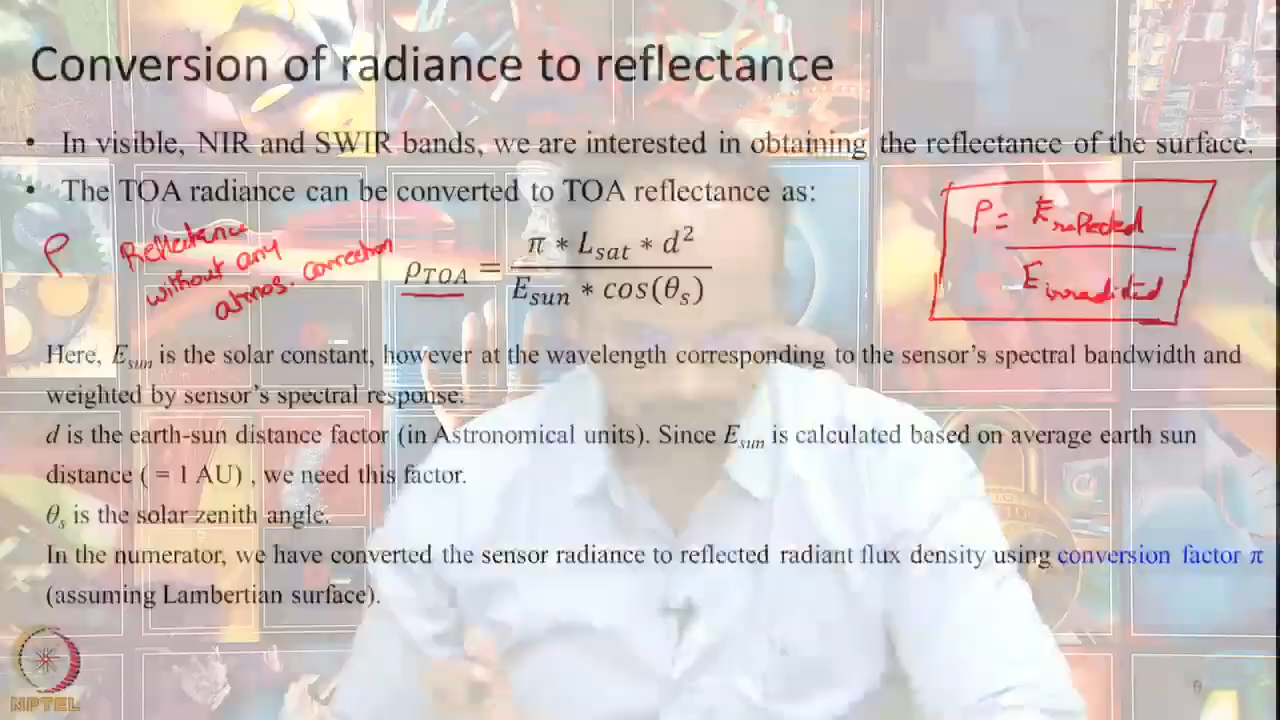 Conversion of radiance to reflectance
• In visible, NIR and SWIR bands, we are interested in obtaining the reflectance of the surface.
• The TOA radiance can be converted to TOA reflectance as:
ρ
Reflectance
without any
atmos. correction
ρ_TOA = (π * L_sat * d²) / (E_sun * cos(θ_s))
ρ = E reflected
E irradiated
Here, E_sun is the solar constant, however at the wavelength corresponding to the sensor's spectral bandwidth and
weighted by sensor's spectral response.
d is the earth-sun distance factor (in Astronomical units). Since E_sun is calculated based on average earth sun
distance ( = 1 AU) , we need this factor.
θ_s is the solar zenith angle.
In the numerator, we have converted the sensor radiance to reflected radiant flux density using conversion factor π
(assuming Lambertian surface).
NPTEL